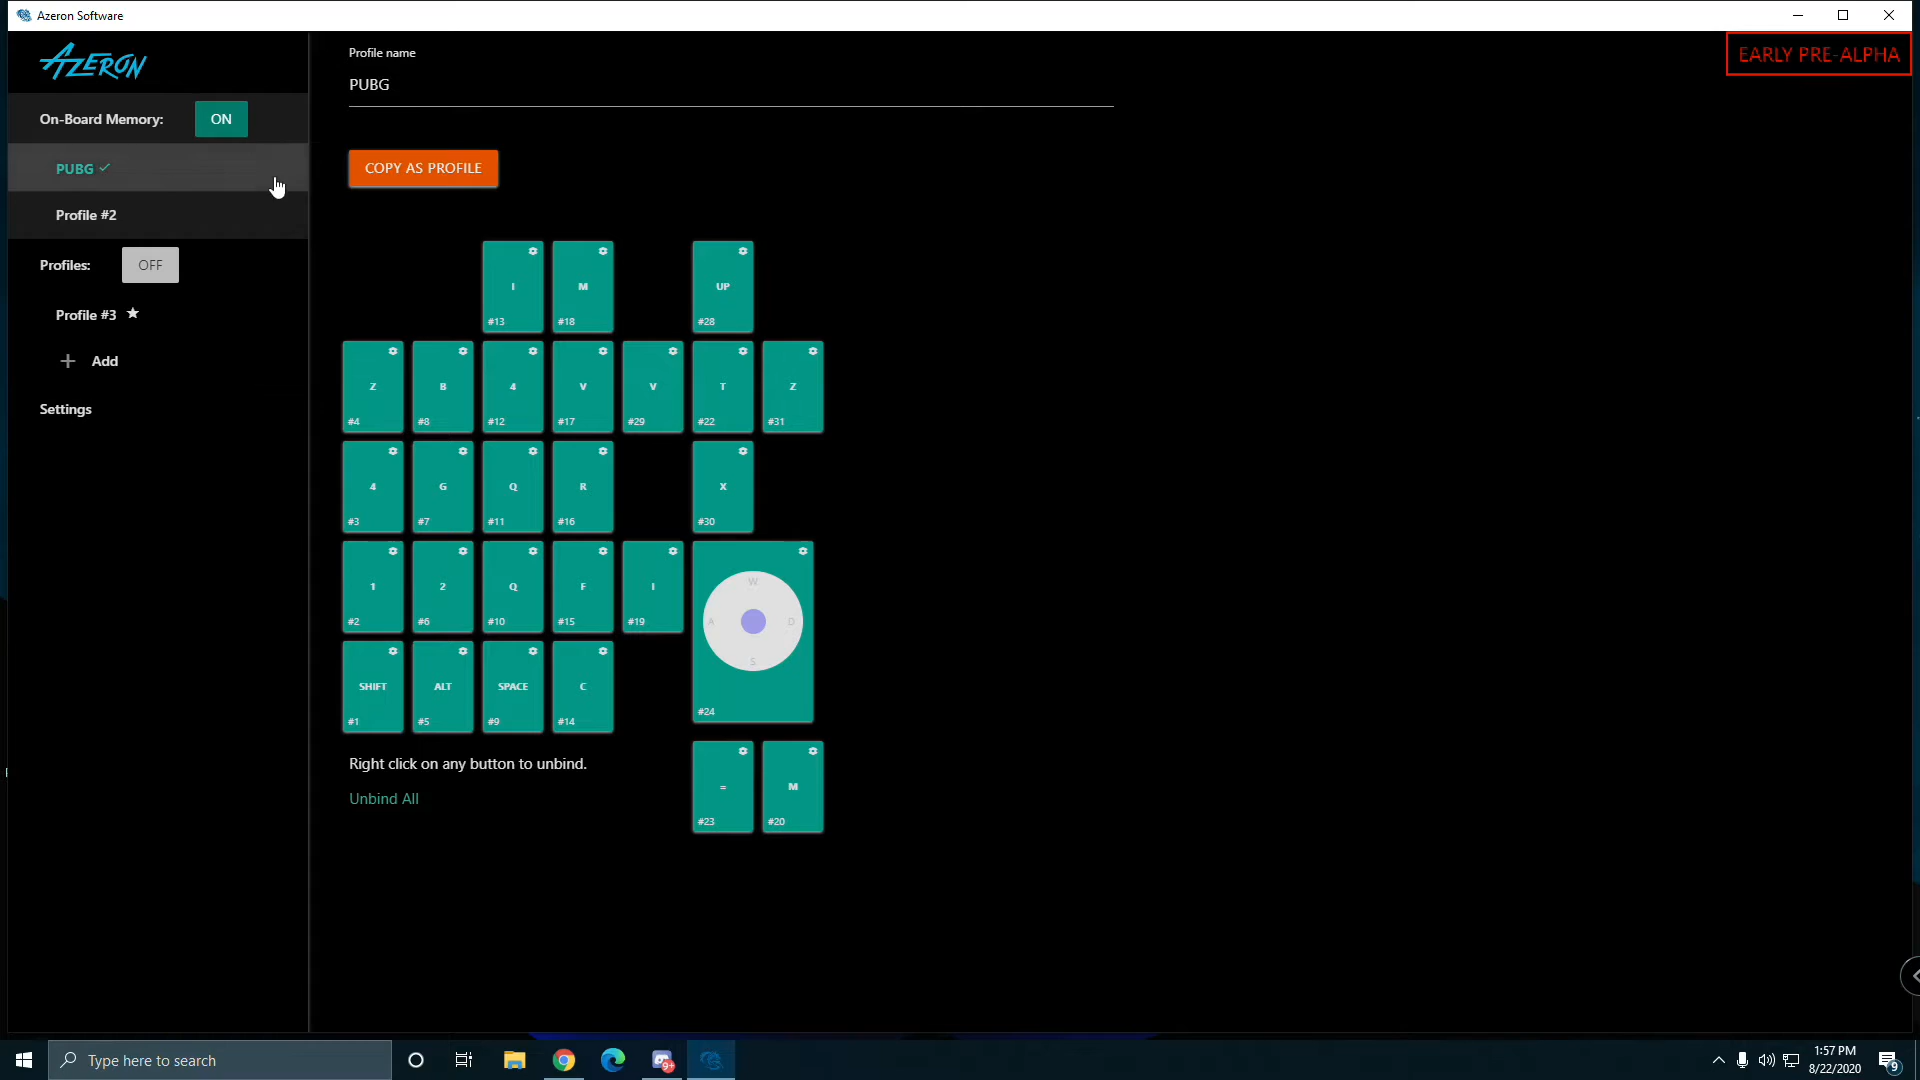 Azeron Software
AZERON
Profile name
EARLY PRE-ALPHA
PUBG
On-Board Memory: ON
COPY AS PROFILE
PUBG
Profile #2
Profiles: OFF
Profile #3
Add
Settings
I M UP
#13 #18 #28
Z B 4 V V T Z
#4 #8 #12 #17 #29 #22 #31
4 G Q R X
#3 #7 #11 #16 #30
W
1 2 Q F I
#2 #6 #10 #15 #19
A D
S
SHIFT ALT SPACE C
#1 #5 #9 #14 #24
Right click on any button to unbind.
Unbind All
= M
#23 #20
Type here to search
9+
1:57 PM
8/22/2020
9